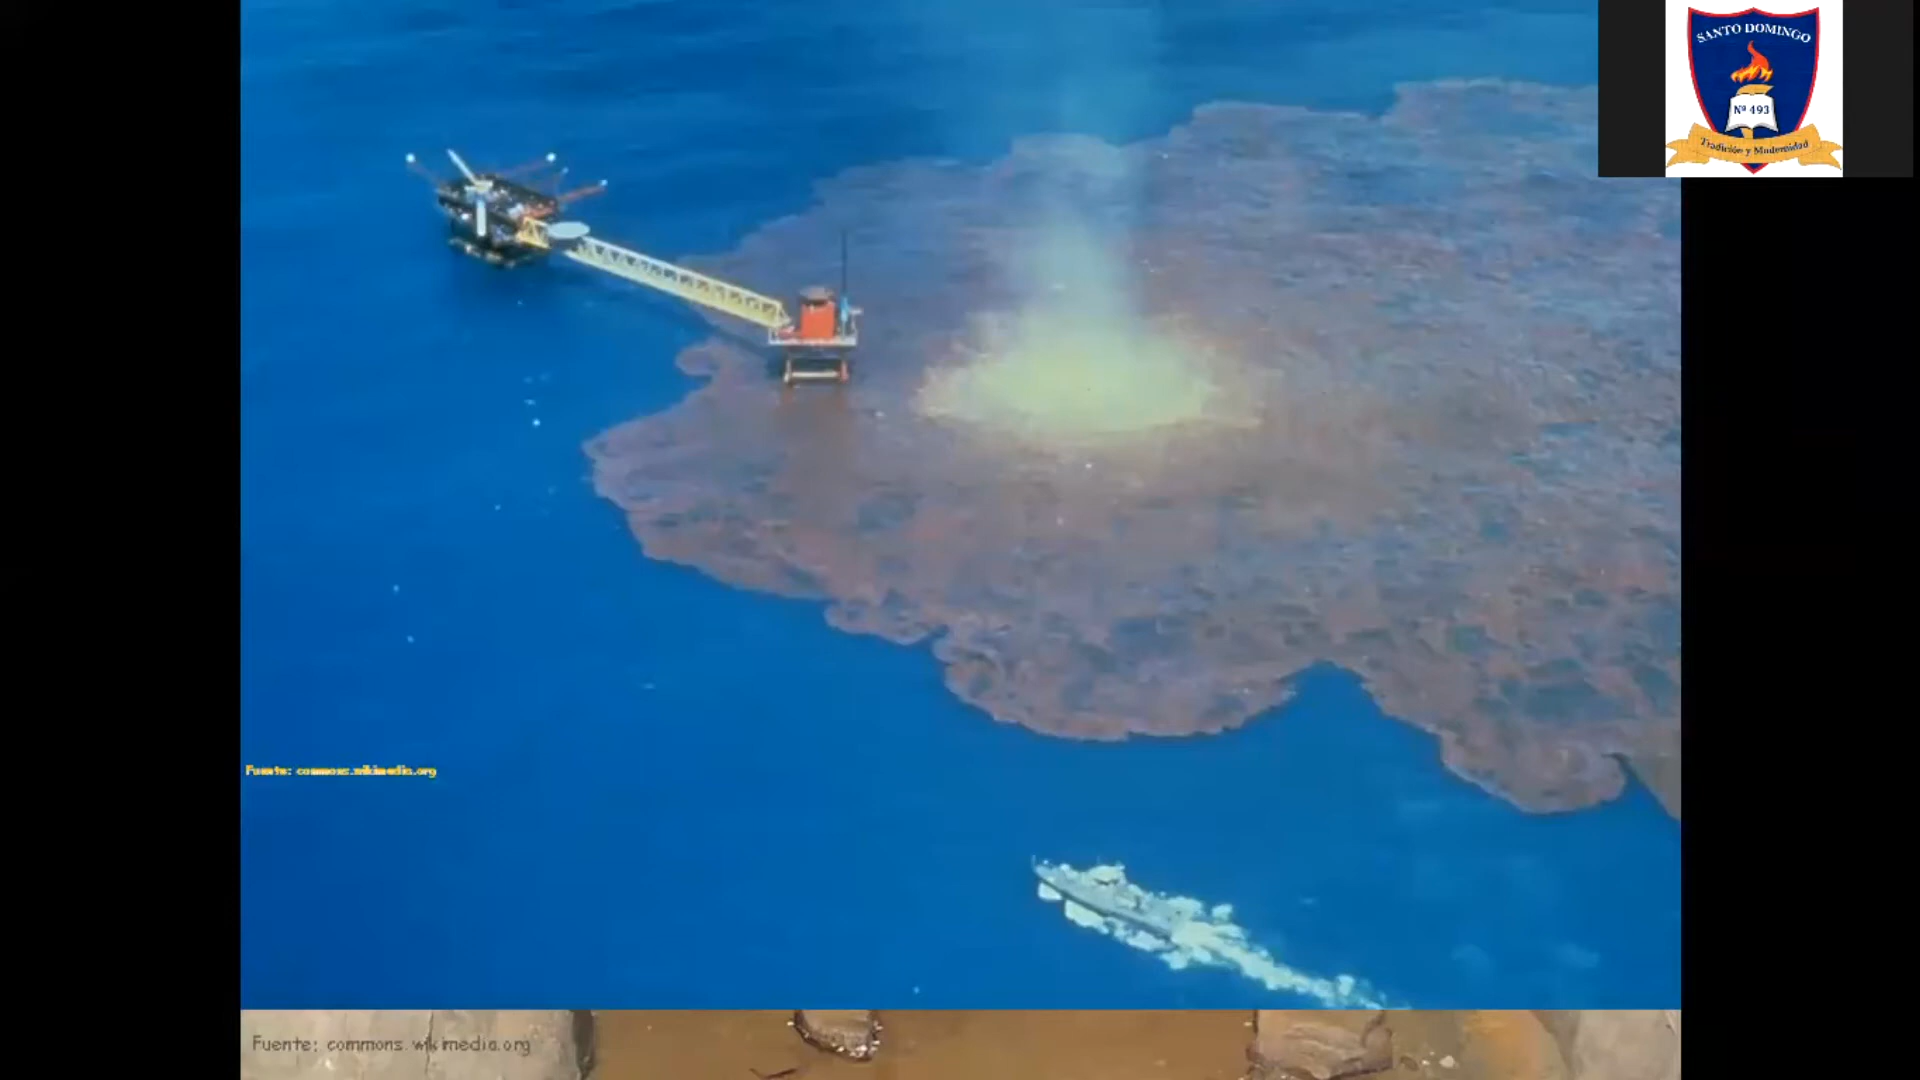 SANTO DOMINGO
Nº 493
Tradición y Modernidad
Fuente: commons.wikimedia.org
Fuente: commons.wikimedia.org